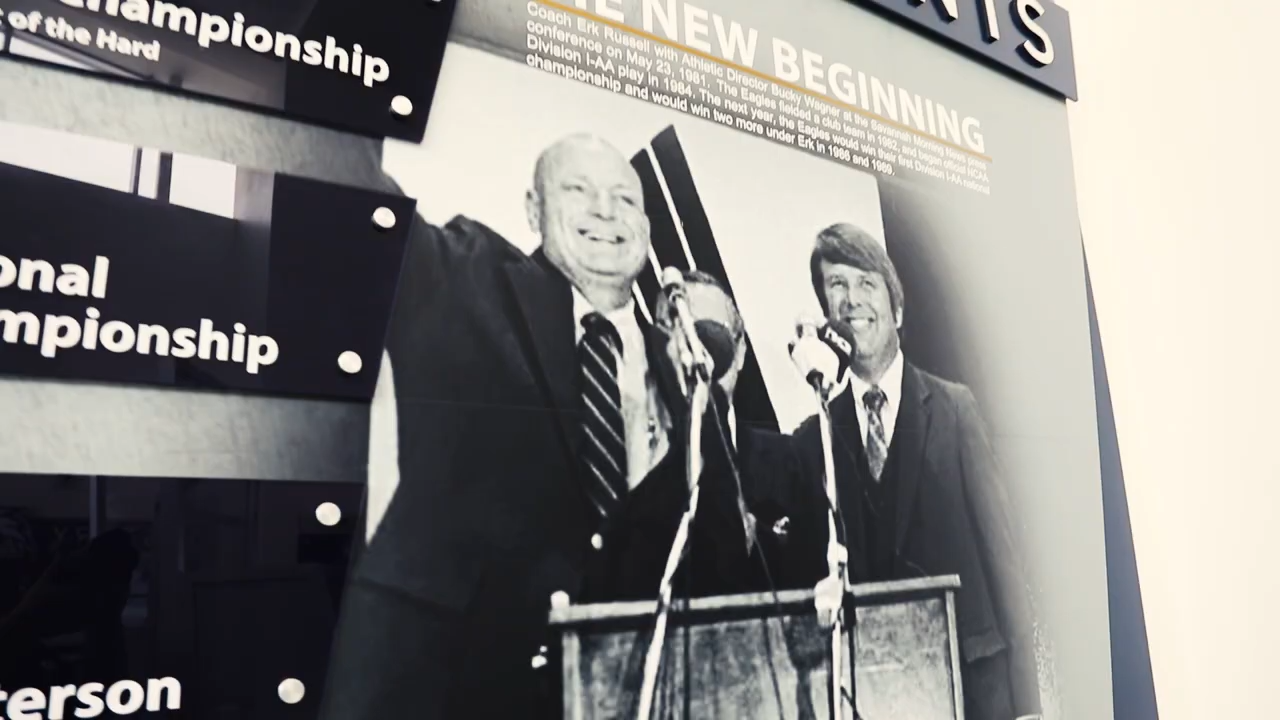 Championship
of the Hard
onal
mpionship
terson
NTS
HE NEW BEGINNING
Coach Erk Russell with Athletic Director Bucky Wagner at the Savannah Morning News press
conference on May 23, 1981. The Eagles fielded a club team in 1982, and began official NCAA
Division I-AA play in 1984. The next year, the Eagles would win their first Division I-AA national
championship and would win two more under Erk in 1986 and 1989.